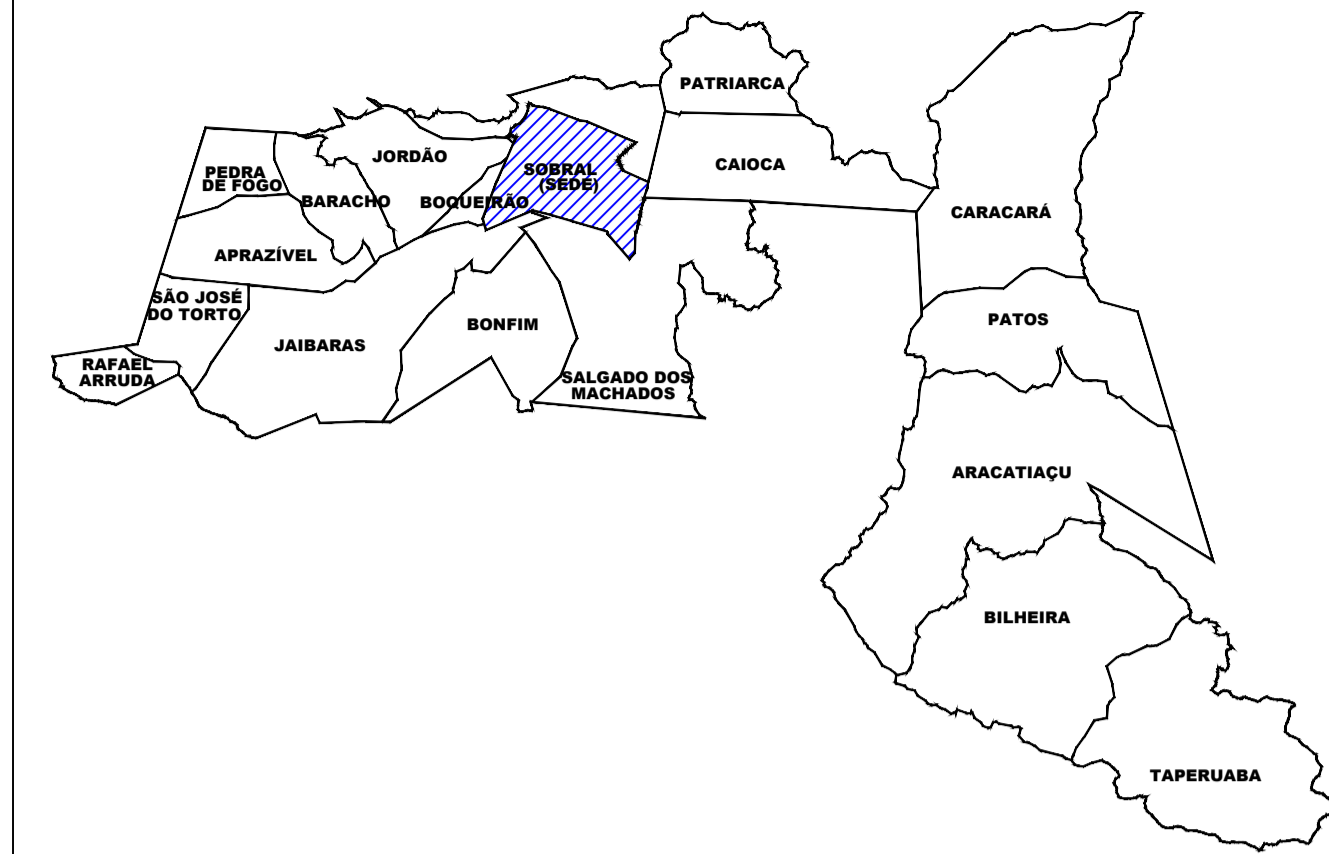 PATRIARCA
JORDÃO
CAIOCA
PEDRA
DE FOGO
SOBRAL
(SEDE)
BARACHO
BOQUEIRÃO
CARACARÁ
APRAZÍVEL
SÃO JOSÉ
DO TORTO
PATOS
BONFIM
JAIBARAS
RAFAEL
ARRUDA
SALGADO DOS
MACHADOS
ARACATIAÇU
BILHEIRA
TAPERUABA